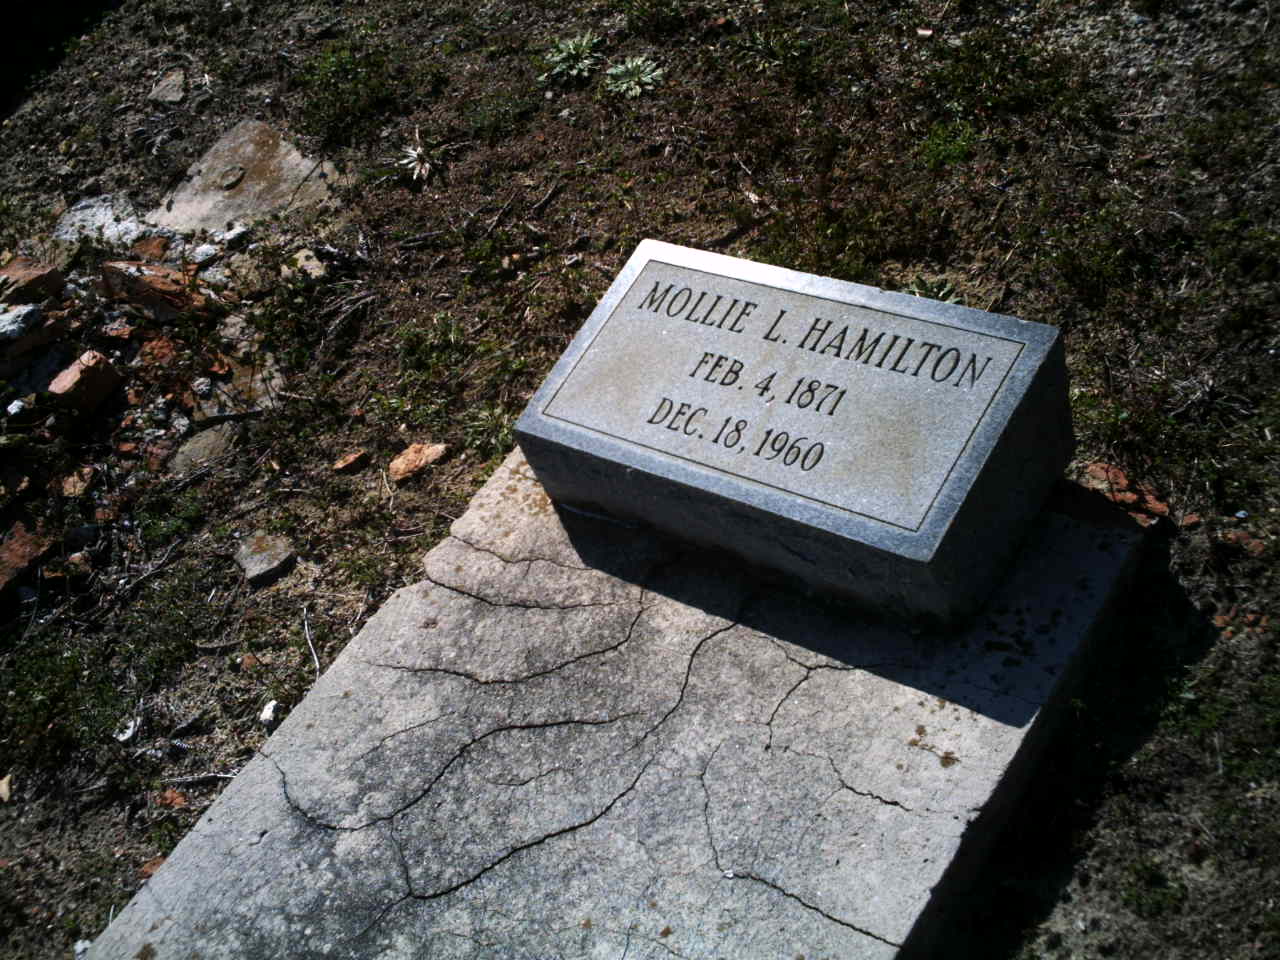 MOLLIE L. HAMILTON
FEB. 4, 1871
DEC. 18, 1960